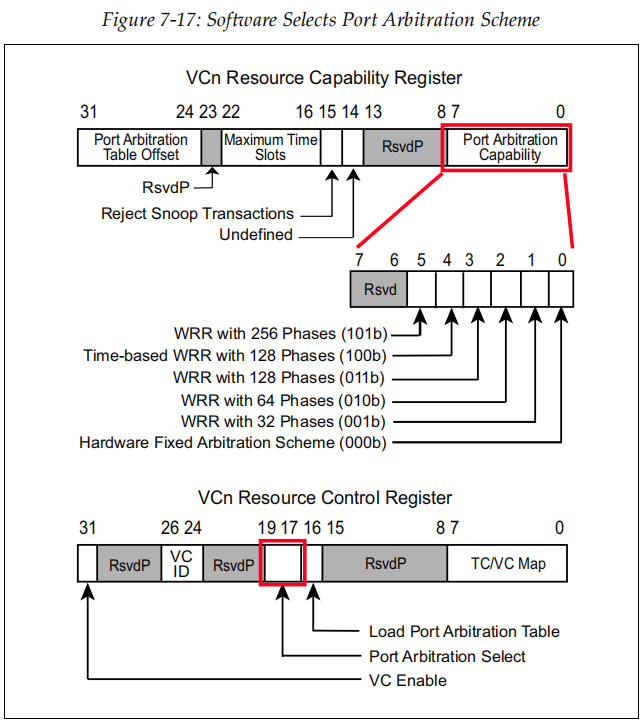 Figure 7-17: Software Selects Port Arbitration Scheme
VCn Resource Capability Register
31 24 23 22 16 15 14 13 8 7 0
Port Arbitration
Table Offset
Maximum Time
Slots
RsvdP
Port Arbitration
Capability
RsvdP
Reject Snoop Transactions
Undefined
7 6 5 4 3 2 1 0
Rsvd
WRR with 256 Phases (101b)
Time-based WRR with 128 Phases (100b)
WRR with 128 Phases (011b)
WRR with 64 Phases (010b)
WRR with 32 Phases (001b)
Hardware Fixed Arbitration Scheme (000b)
VCn Resource Control Register
31 26 24 19 17 16 15 8 7 0
RsvdP
VC
ID
RsvdP
RsvdP
TC/VC Map
Load Port Arbitration Table
Port Arbitration Select
VC Enable